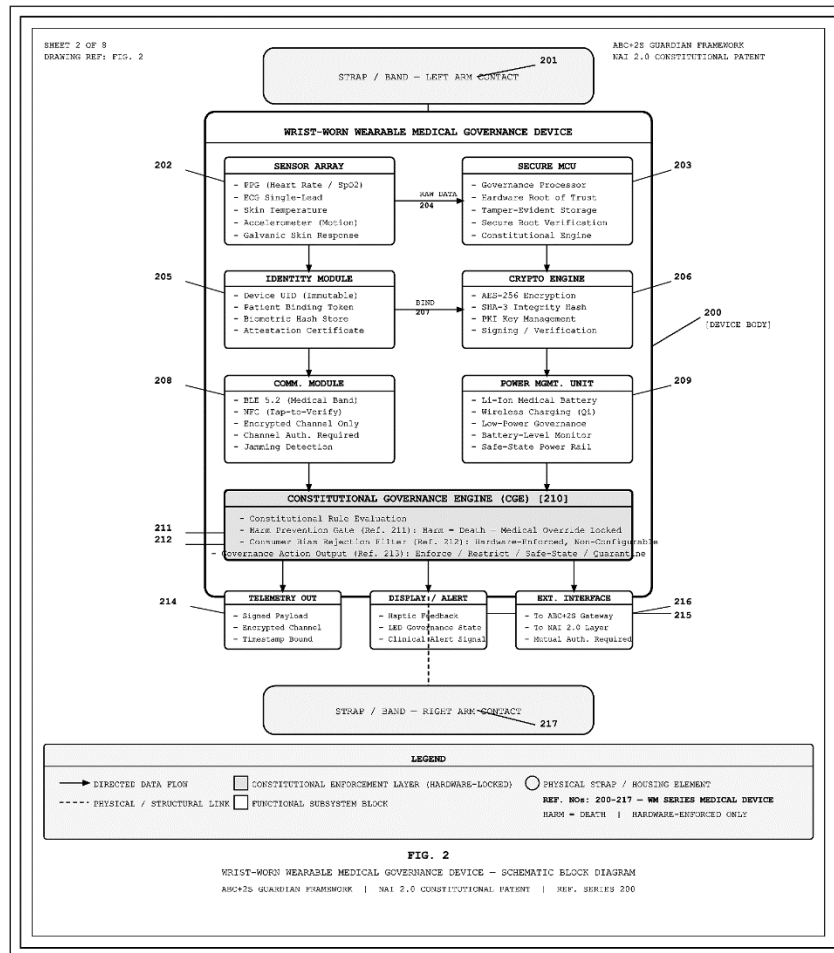 SHEET 2 OF 8
DRAWING REF: FIG. 2
ABC+2S GUARDIAN FRAMEWORK
NAI 2.0 CONSTITUTIONAL PATENT
201
STRAP / BAND — LEFT ARM CONTACT
WRIST-WORN WEARABLE MEDICAL GOVERNANCE DEVICE
202
SENSOR ARRAY
- PPG (Heart Rate / SpO2)
- ECG Single-Lead
- Skin Temperature
- Accelerometer (Motion)
- Galvanic Skin Response
RAW DATA
204
203
SECURE MCU
- Governance Processor
- Hardware Root of Trust
- Tamper-Evident Storage
- Secure Boot Verification
- Constitutional Engine
205
IDENTITY MODULE
- Device UID (Immutable)
- Patient Binding Token
- Biometric Hash Store
- Attestation Certificate
BIND
207
206
CRYPTO ENGINE
- AES-256 Encryption
- SHA-3 Integrity Hash
- PKI Key Management
- Signing / Verification
200
[DEVICE BODY]
208
COMM. MODULE
- BLE 5.2 (Medical Band)
- NFC (Tap-to-Verify)
- Encrypted Channel Only
- Channel Auth. Required
- Jamming Detection
209
POWER MGMT. UNIT
- Li-Ion Medical Battery
- Wireless Charging (Qi)
- Low-Power Governance
- Battery-Level Monitor
- Safe-State Power Rail
CONSTITUTIONAL GOVERNANCE ENGINE (CGE) [210]
- Constitutional Rule Evaluation
211
- Harm Prevention Gate (Ref. 211): Harm = Death — Medical Override Locked
212
- Consumer Bias Rejection Filter (Ref. 212): Hardware-Enforced, Non-Configurable
- Governance Action Output (Ref. 213): Enforce / Restrict / Safe-State / Quarantine
214
TELEMETRY OUT
- Signed Payload
- Encrypted Channel
- Timestamp Bound
DISPLAY / ALERT
- Haptic Feedback
- LED Governance State
- Clinical Alert Signal
EXT. INTERFACE
- To ABC+2S Gateway
- To NAI 2.0 Layer
- Mutual Auth. Required
216
215
STRAP / BAND — RIGHT ARM CONTACT
217
LEGEND
DIRECTED DATA FLOW
CONSTITUTIONAL ENFORCEMENT LAYER (HARDWARE-LOCKED)
PHYSICAL STRAP / HOUSING ELEMENT
PHYSICAL / STRUCTURAL LINK
FUNCTIONAL SUBSYSTEM BLOCK
REF. NOs: 200-217 — WM SERIES MEDICAL DEVICE
HARM = DEATH | HARDWARE-ENFORCED ONLY
FIG. 2
WRIST-WORN WEARABLE MEDICAL GOVERNANCE DEVICE — SCHEMATIC BLOCK DIAGRAM
ABC+2S GUARDIAN FRAMEWORK | NAI 2.0 CONSTITUTIONAL PATENT | REF. SERIES 200